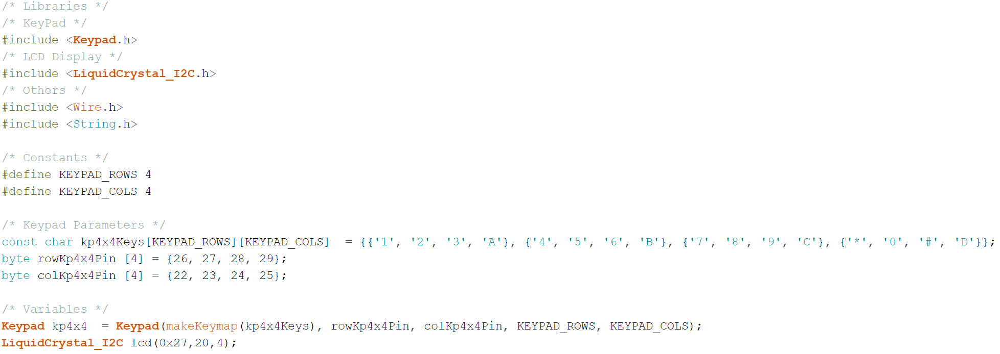 /* Libraries */
/* KeyPad */
#include <Keypad.h>
/* LCD Display */
#include <LiquidCrystal_I2C.h>
/* Others */
#include <Wire.h>
#include <String.h>
/* Constants */
#define KEYPAD_ROWS 4
#define KEYPAD_COLS 4
/* Keypad Parameters */
const char kp4x4Keys[KEYPAD_ROWS][KEYPAD_COLS]  = {{'1', '2', '3', 'A'}, {'4', '5', '6', 'B'}, {'7', '8', '9', 'C'}, {'*', '0', '#', 'D'}};
byte rowKp4x4Pin [4] = {26, 27, 28, 29};
byte colKp4x4Pin [4] = {22, 23, 24, 25};
/* Variables */
Keypad kp4x4  = Keypad(makeKeymap(kp4x4Keys), rowKp4x4Pin, colKp4x4Pin, KEYPAD_ROWS, KEYPAD_COLS);
LiquidCrystal_I2C lcd(0x27,20,4);